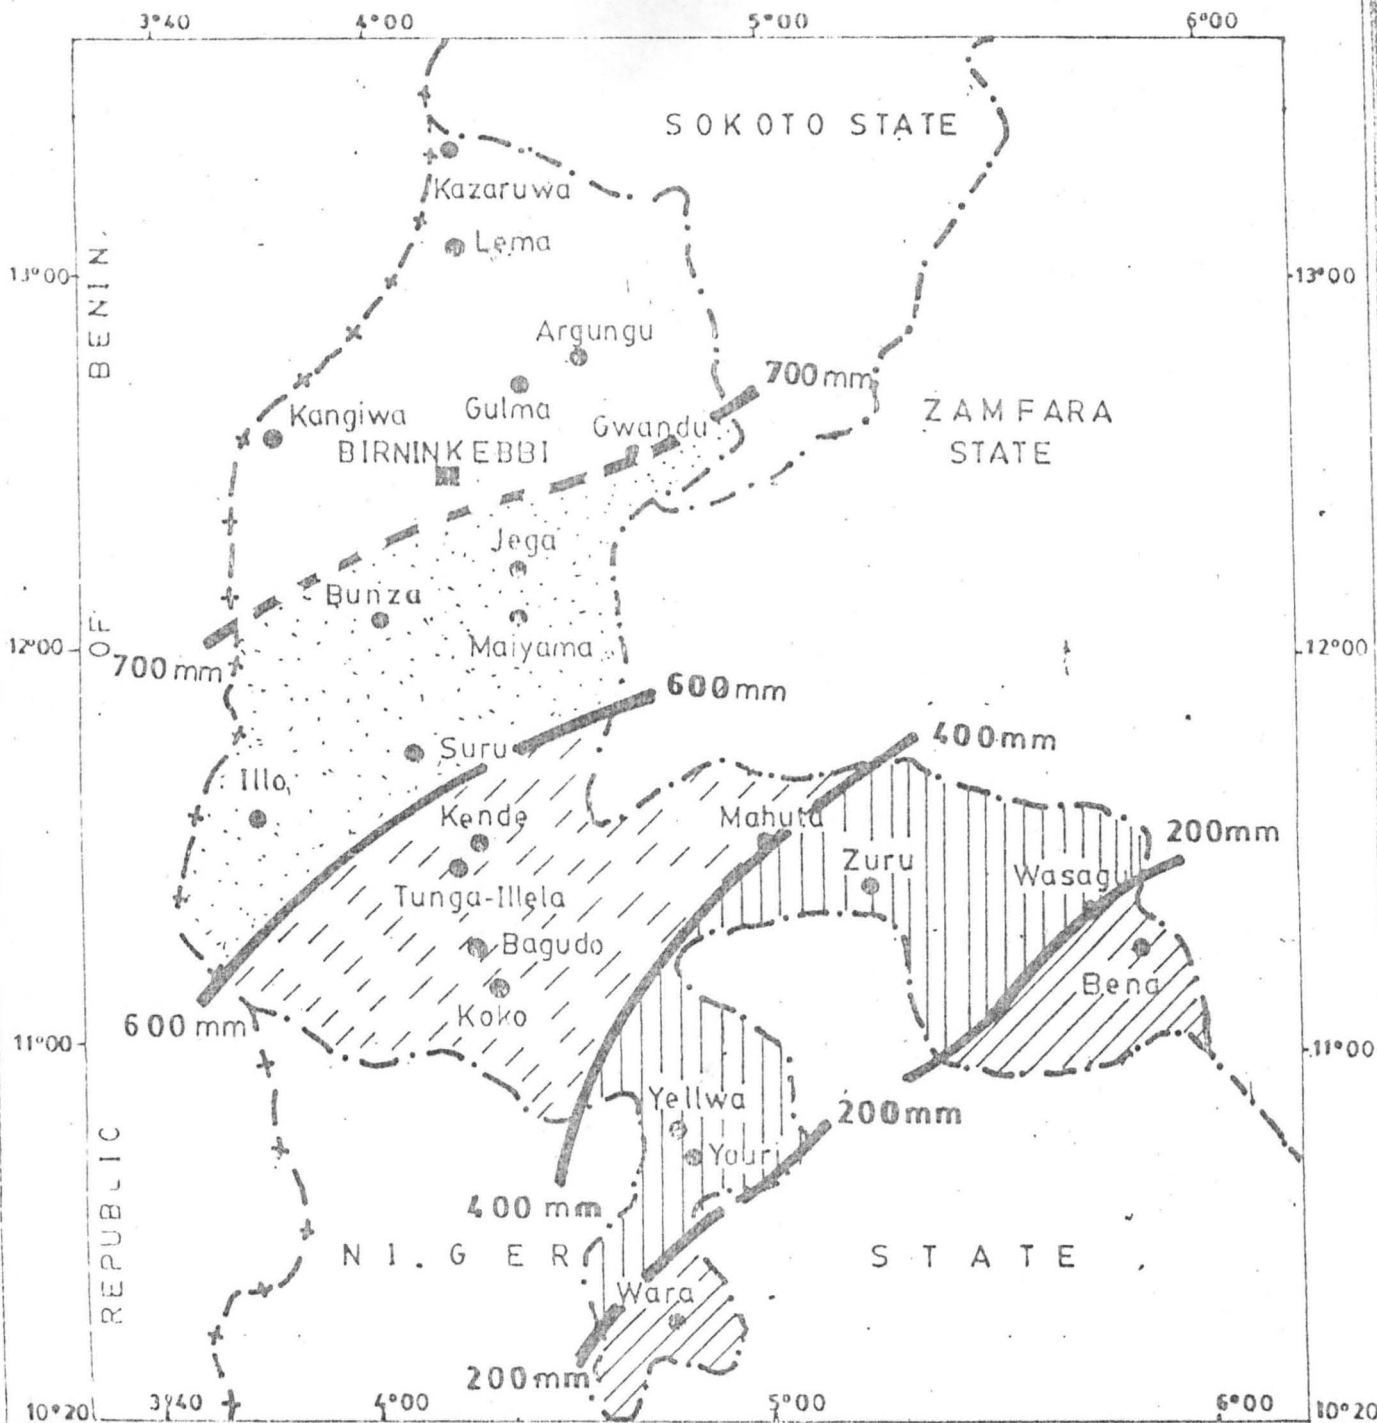 3°40 4°00 5°00 6°00
SOKOTO STATE
Kazaruwa
Lema
13°00 13°00
BENIN.
Argungu
700mm
Gulma
Kangiwa
Gwandu
ZAMFARA
STATE
BIRNINKEBBI
Jega
Bunza
OF
12°00 12°00
Maiyama
700mm
600mm
400mm
Suru
Illo
Kende
Mahuta
200mm
Zuru
Wasagu
Tunga-Illela
Bagudo
Bena
Koko
600mm
11°00 11°00
Yellwa
200mm
Yauri
REPUBLIC
400 mm
NI.GER STATE
Wara
200mm
10°20 3°40 4°00 5°00 6°00 10°20